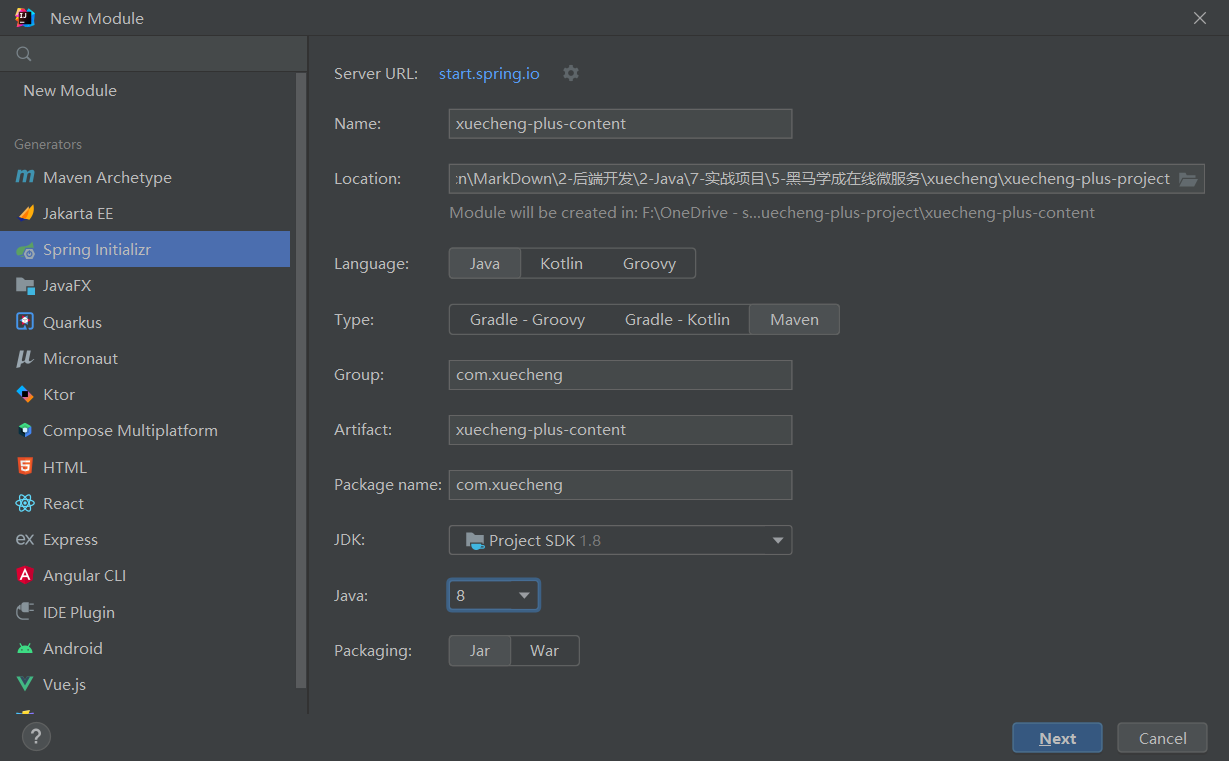 New Module
New Module
Generators
Maven Archetype
Jakarta EE
Spring Initializr
JavaFX
Quarkus
Micronaut
Ktor
Compose Multiplatform
HTML
React
Express
Angular CLI
IDE Plugin
Android
Vue.js
Server URL: start.spring.io
Name: xuecheng-plus-content
Location: :n\MarkDown\2-后端开发\2-Java\7-实战项目\5-黑马学成在线微服务\xuecheng\xuecheng-plus-project
Module will be created in: F:\OneDrive - s...uecheng-plus-project\xuecheng-plus-content
Language: Java Kotlin Groovy
Type: Gradle - Groovy Gradle - Kotlin Maven
Group: com.xuecheng
Artifact: xuecheng-plus-content
Package name: com.xuecheng
JDK: Project SDK 1.8
Java: 8
Packaging: Jar War
? Next Cancel